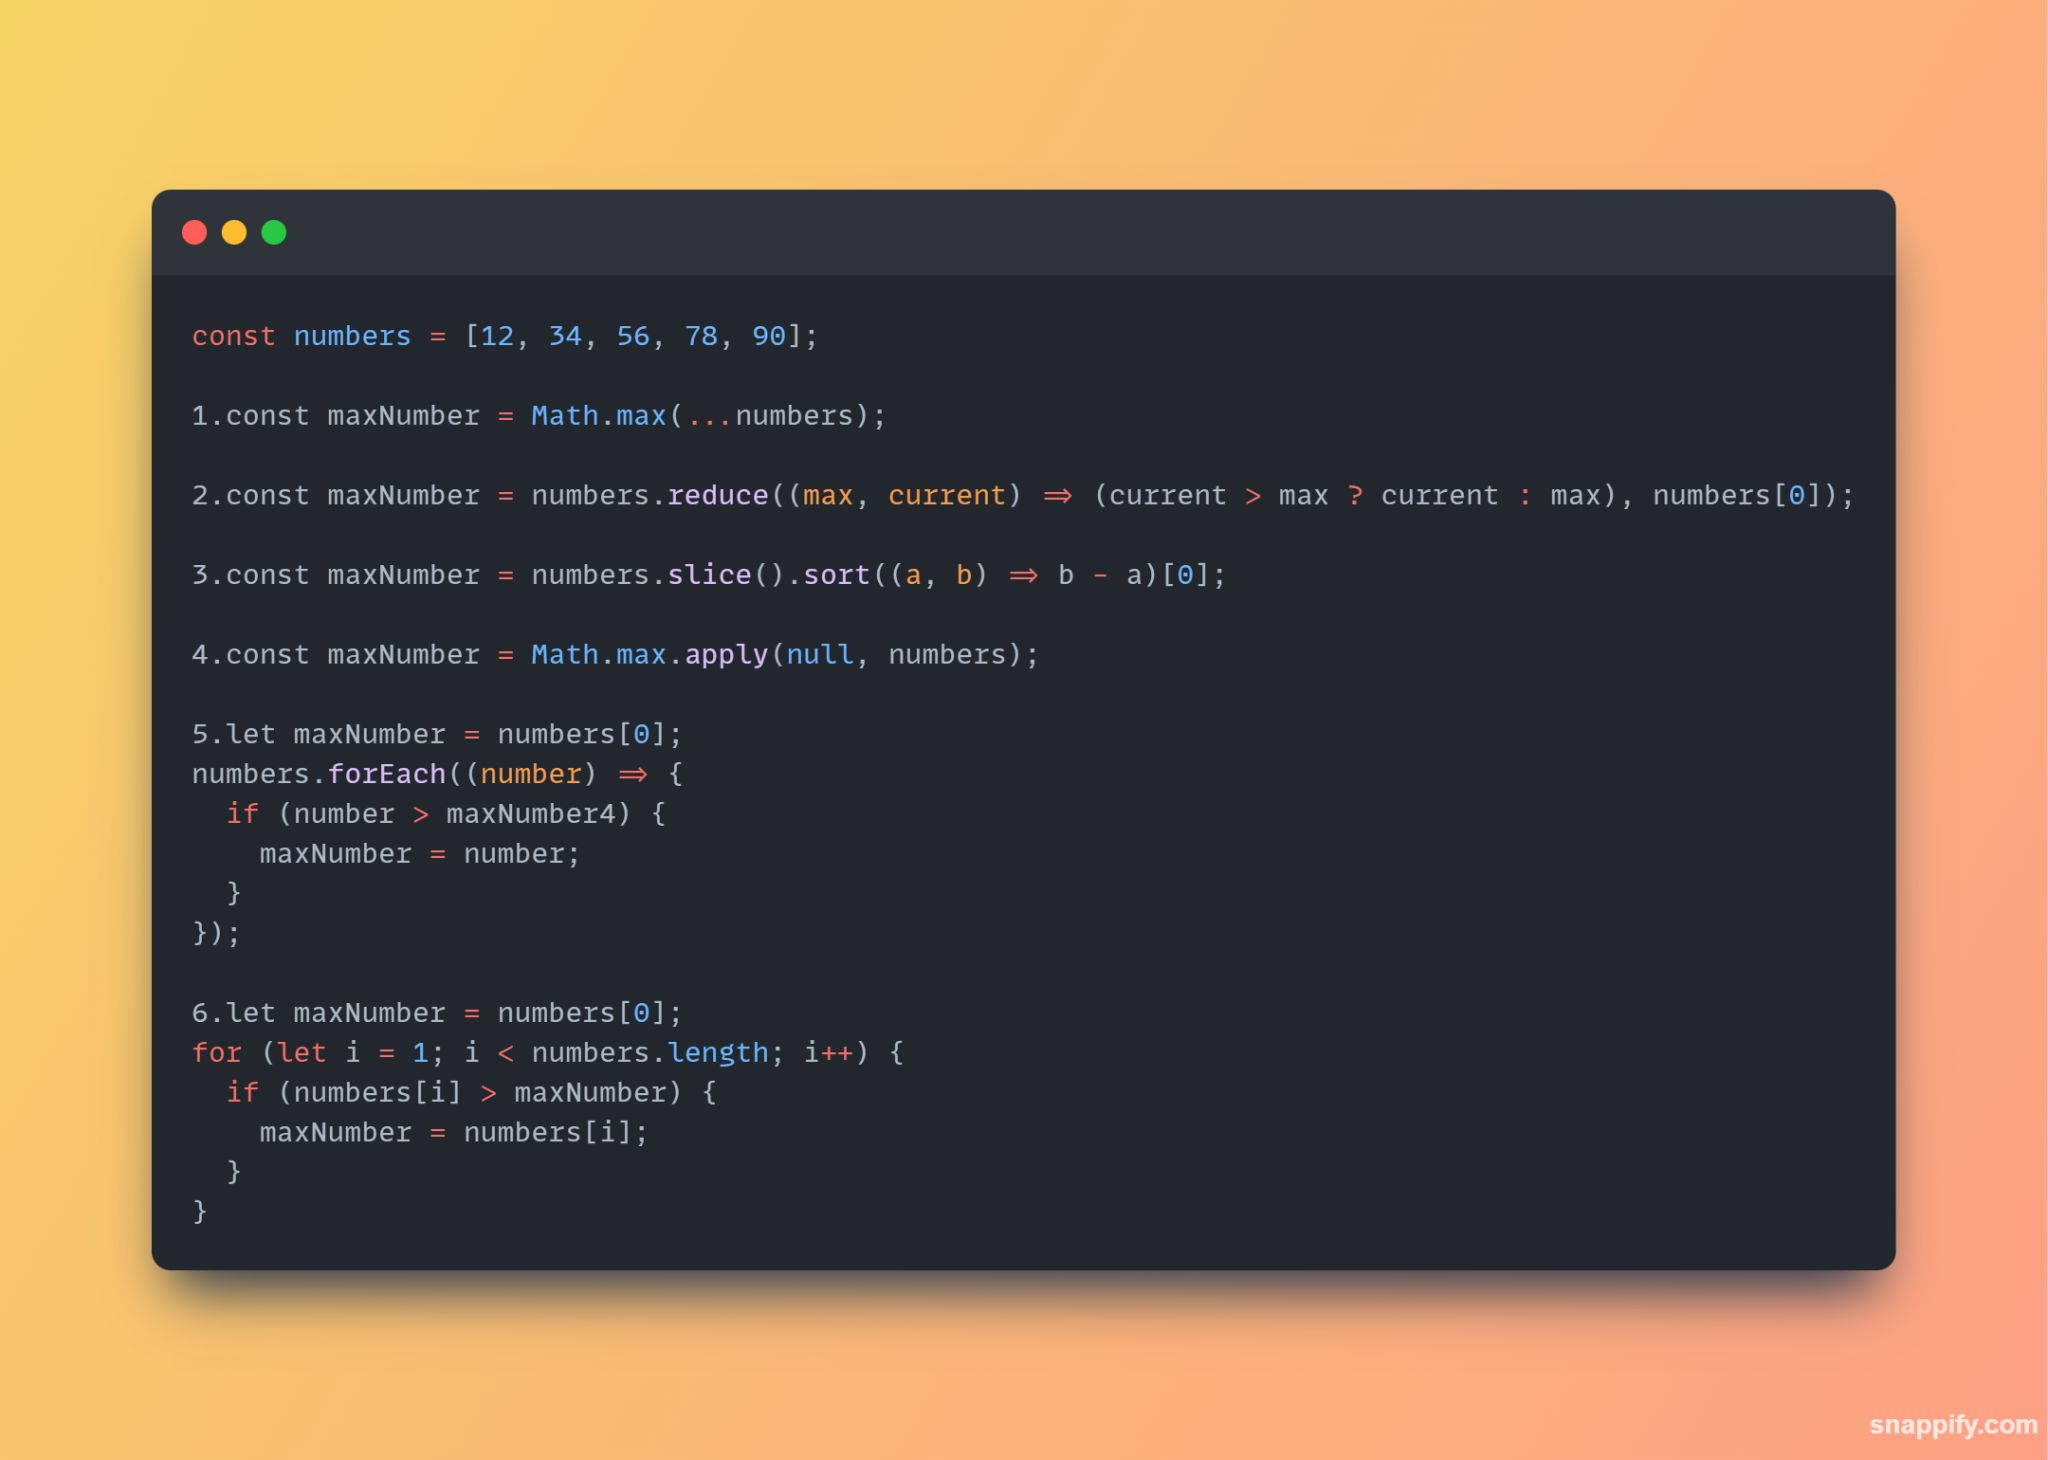 const numbers = [12, 34, 56, 78, 90];
1.const maxNumber = Math.max(...numbers);
2.const maxNumber = numbers.reduce((max, current) => (current > max ? current : max), numbers[0]);
3.const maxNumber = numbers.slice().sort((a, b) => b - a)[0];
4.const maxNumber = Math.max.apply(null, numbers);
5.let maxNumber = numbers[0];
numbers.forEach((number) => {
  if (number > maxNumber4) {
    maxNumber = number;
  }
});
6.let maxNumber = numbers[0];
for (let i = 1; i < numbers.length; i++) {
  if (numbers[i] > maxNumber) {
    maxNumber = numbers[i];
  }
}
snappify.com